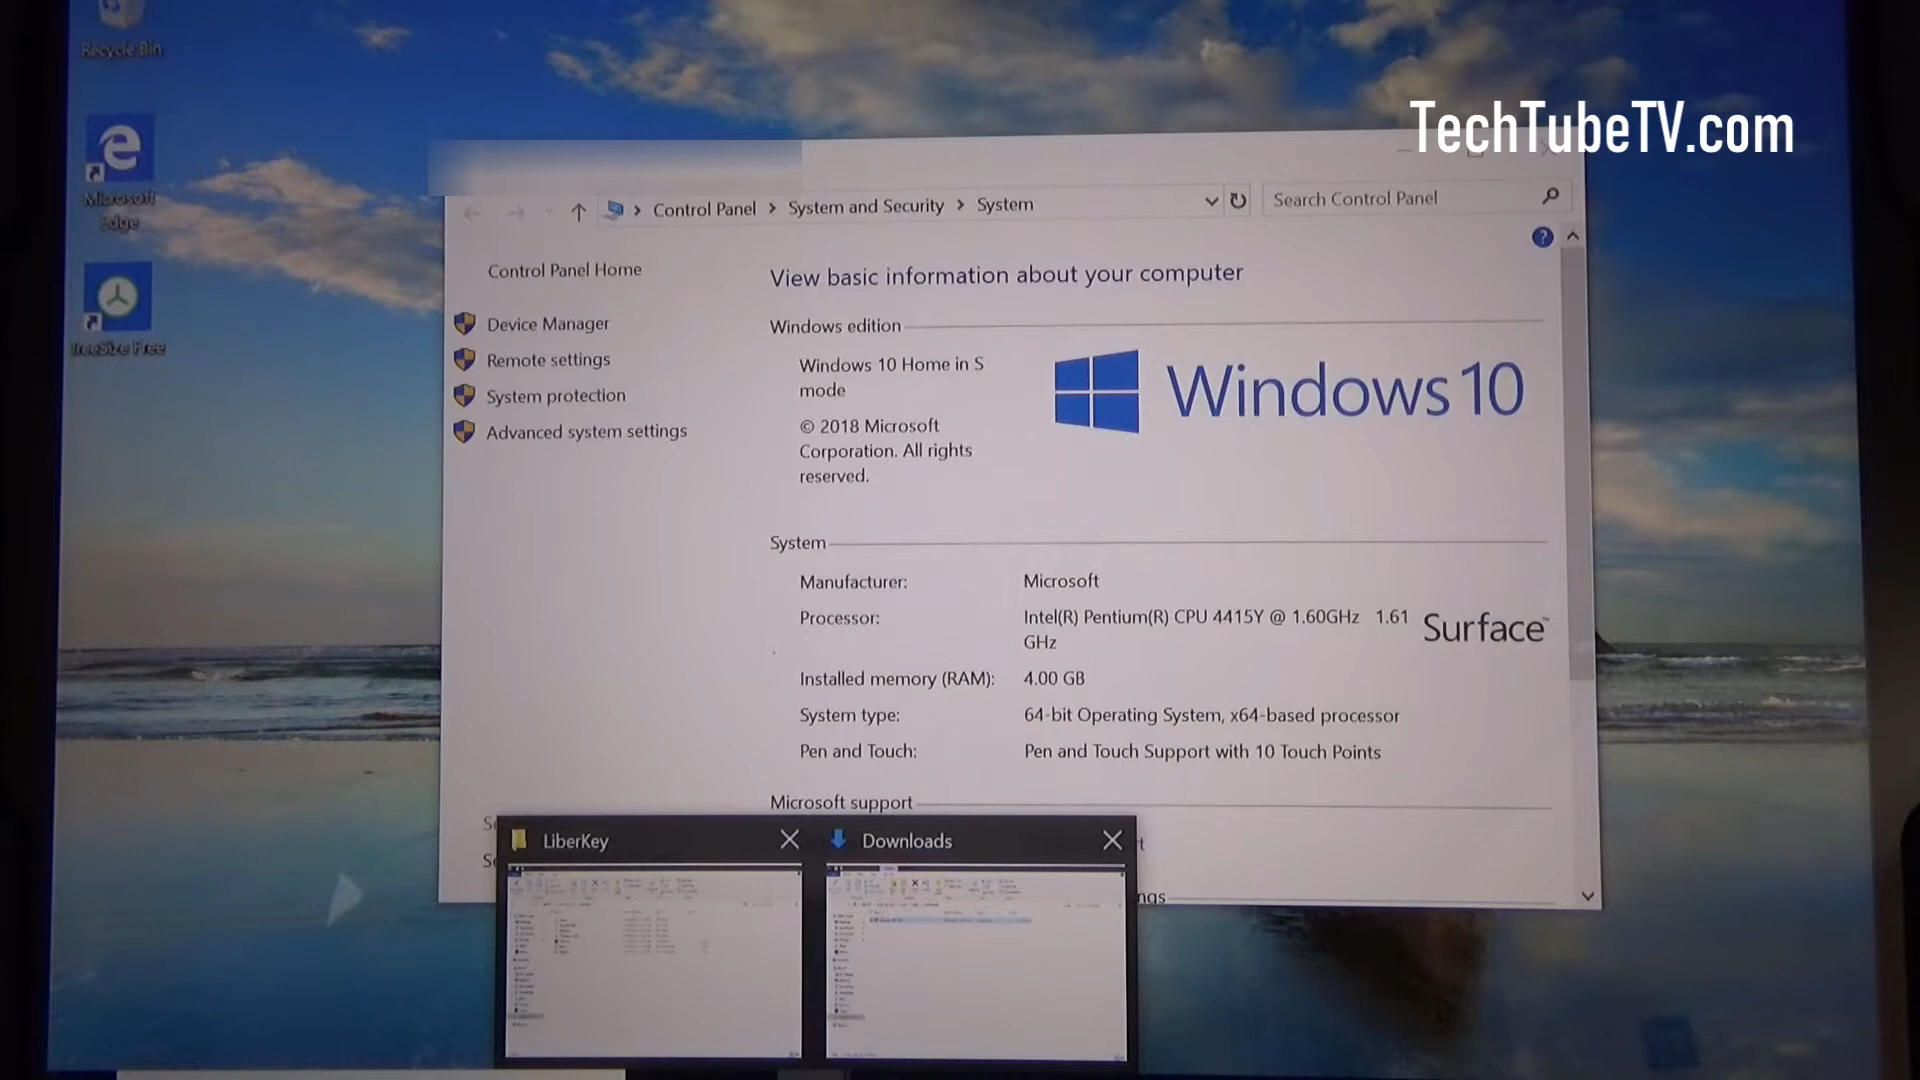 Recycle Bin
TechTubeTV.com
Microsoft
Edge
TreeSize Free
Control Panel > System and Security > System
Search Control Panel
?
Control Panel Home
Device Manager
Remote settings
System protection
Advanced system settings
View basic information about your computer
Windows edition
Windows 10 Home in S
mode
© 2018 Microsoft
Corporation. All rights
reserved.
Windows 10
System
Manufacturer: Microsoft
Processor: Intel(R) Pentium(R) CPU 4415Y @ 1.60GHz 1.61
GHz
Surface™
Installed memory (RAM): 4.00 GB
System type: 64-bit Operating System, x64-based processor
Pen and Touch: Pen and Touch Support with 10 Touch Points
Microsoft support
LiberKey
Downloads